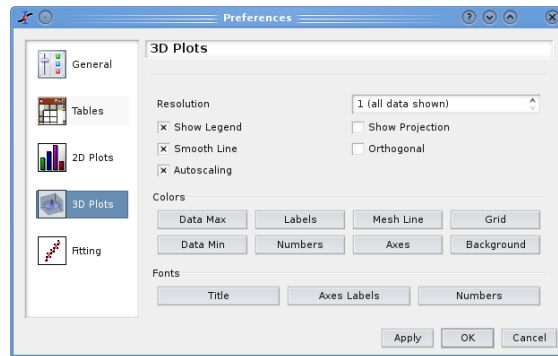 Preferences
General
Tables
2D Plots
3D Plots
Fitting
3D Plots
Resolution 1 (all data shown)
Show Legend Show Projection
Smooth Line Orthogonal
Autoscaling
Colors
Data Max Labels Mesh Line Grid
Data Min Numbers Axes Background
Fonts
Title Axes Labels Numbers
Apply OK Cancel